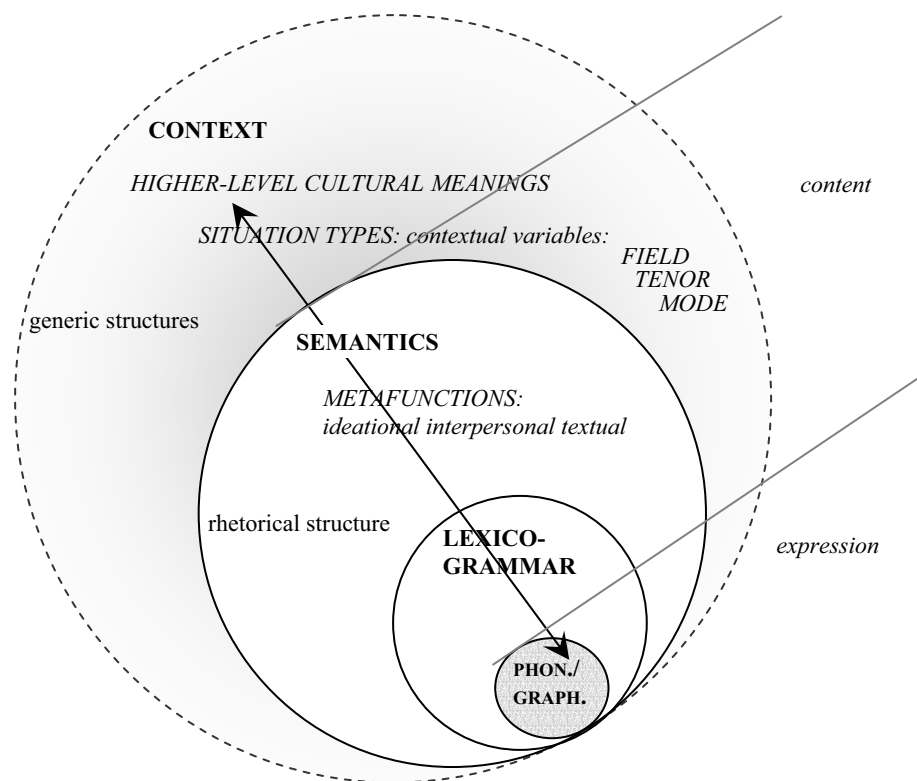 CONTEXT
HIGHER-LEVEL CULTURAL MEANINGS
content
SITUATION TYPES: contextual variables:
FIELD
TENOR
MODE
generic structures
SEMANTICS
METAFUNCTIONS:
ideational interpersonal textual
rhetorical structure
LEXICO-
GRAMMAR
expression
PHON./
GRAPH.